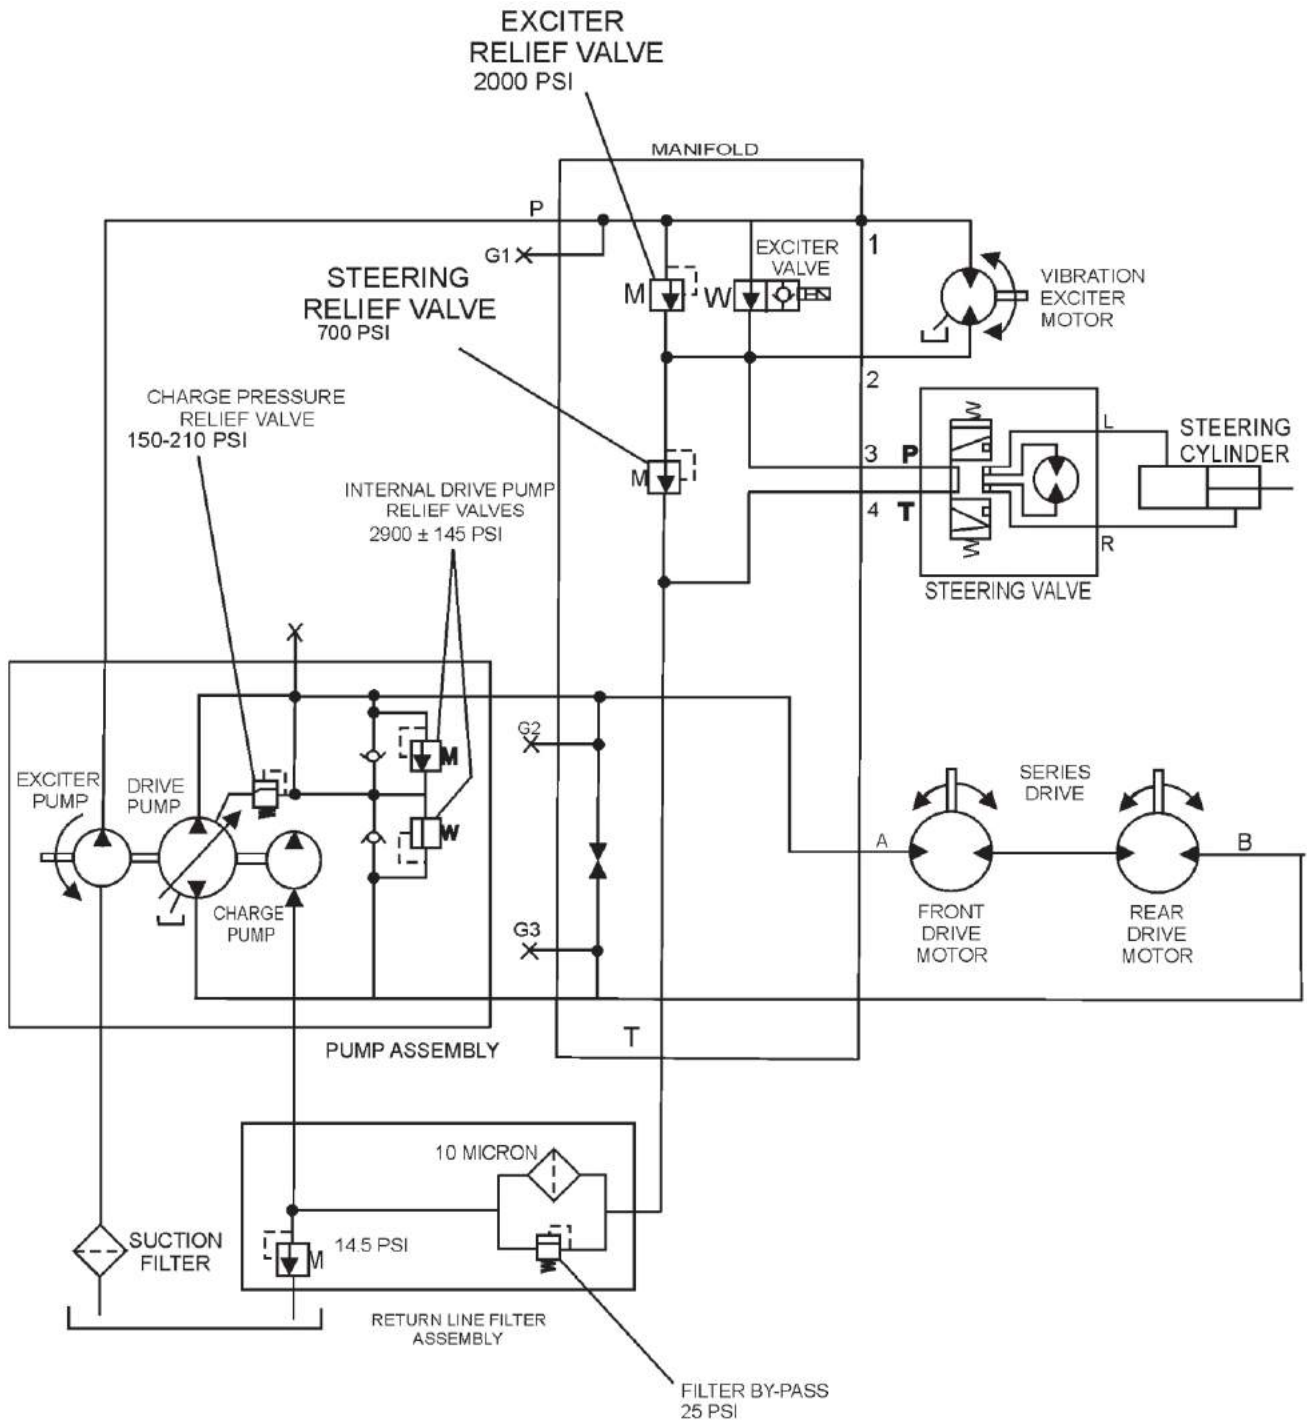 EXCITER
RELIEF VALVE
2000 PSI
MANIFOLD
P
1
G1
EXCITER
VALVE
STEERING
RELIEF VALVE
700 PSI
M
W
VIBRATION
EXCITER
MOTOR
2
CHARGE PRESSURE
RELIEF VALVE
150-210 PSI
INTERNAL DRIVE PUMP
RELIEF VALVES
2900 ± 145 PSI
M
3
P
4
T
L
R
STEERING
CYLINDER
STEERING VALVE
G2
M
W
EXCITER
PUMP
DRIVE
PUMP
CHARGE
PUMP
G3
A
SERIES
DRIVE
B
FRONT
DRIVE
MOTOR
REAR
DRIVE
MOTOR
T
PUMP ASSEMBLY
10 MICRON
SUCTION
FILTER
M
14.5 PSI
RETURN LINE FILTER
ASSEMBLY
FILTER BY-PASS
25 PSI